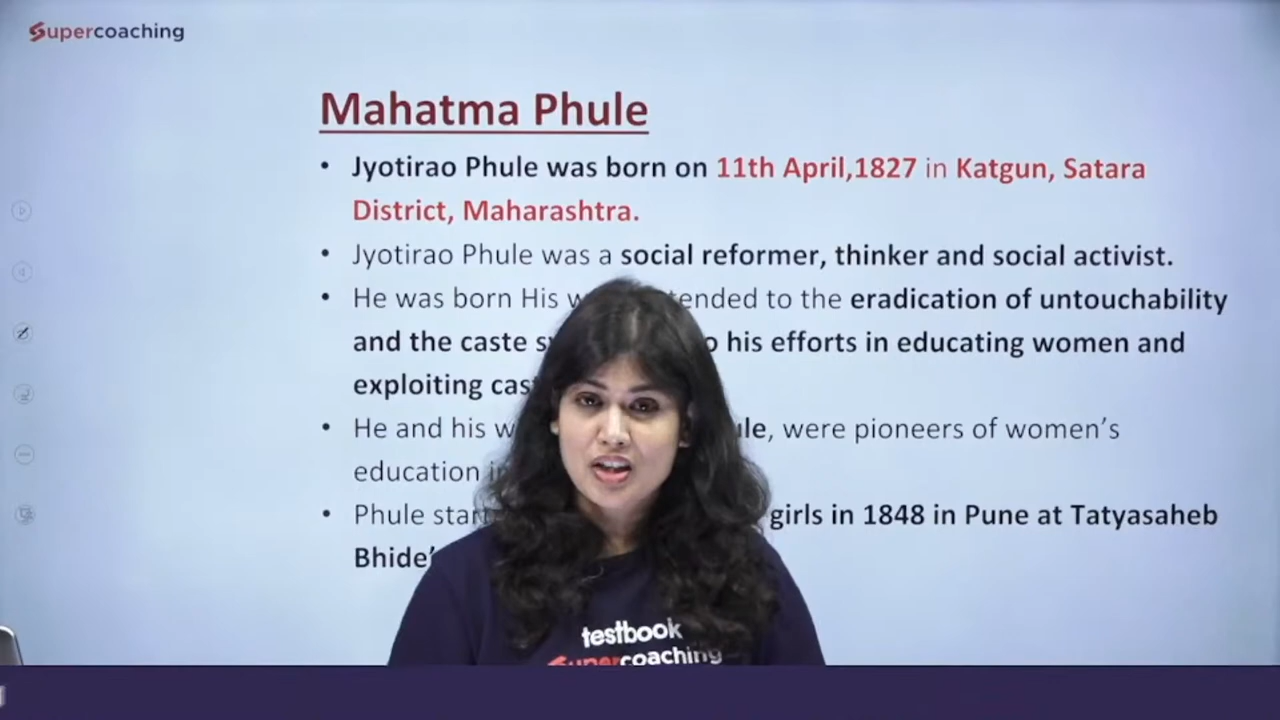 Supercoaching
Mahatma Phule
• Jyotirao Phule was born on 11th April,1827 in Katgun, Satara
District, Maharashtra.
• Jyotirao Phule was a social reformer, thinker and social activist.
• He was born His to the eradication of untouchability
and the caste his efforts in educating women and
exploiting
• He and his were pioneers of women's
education
• Phule girls in 1848 in Pune at Tatyasaheb
Bhide'
testbook
Supercoaching